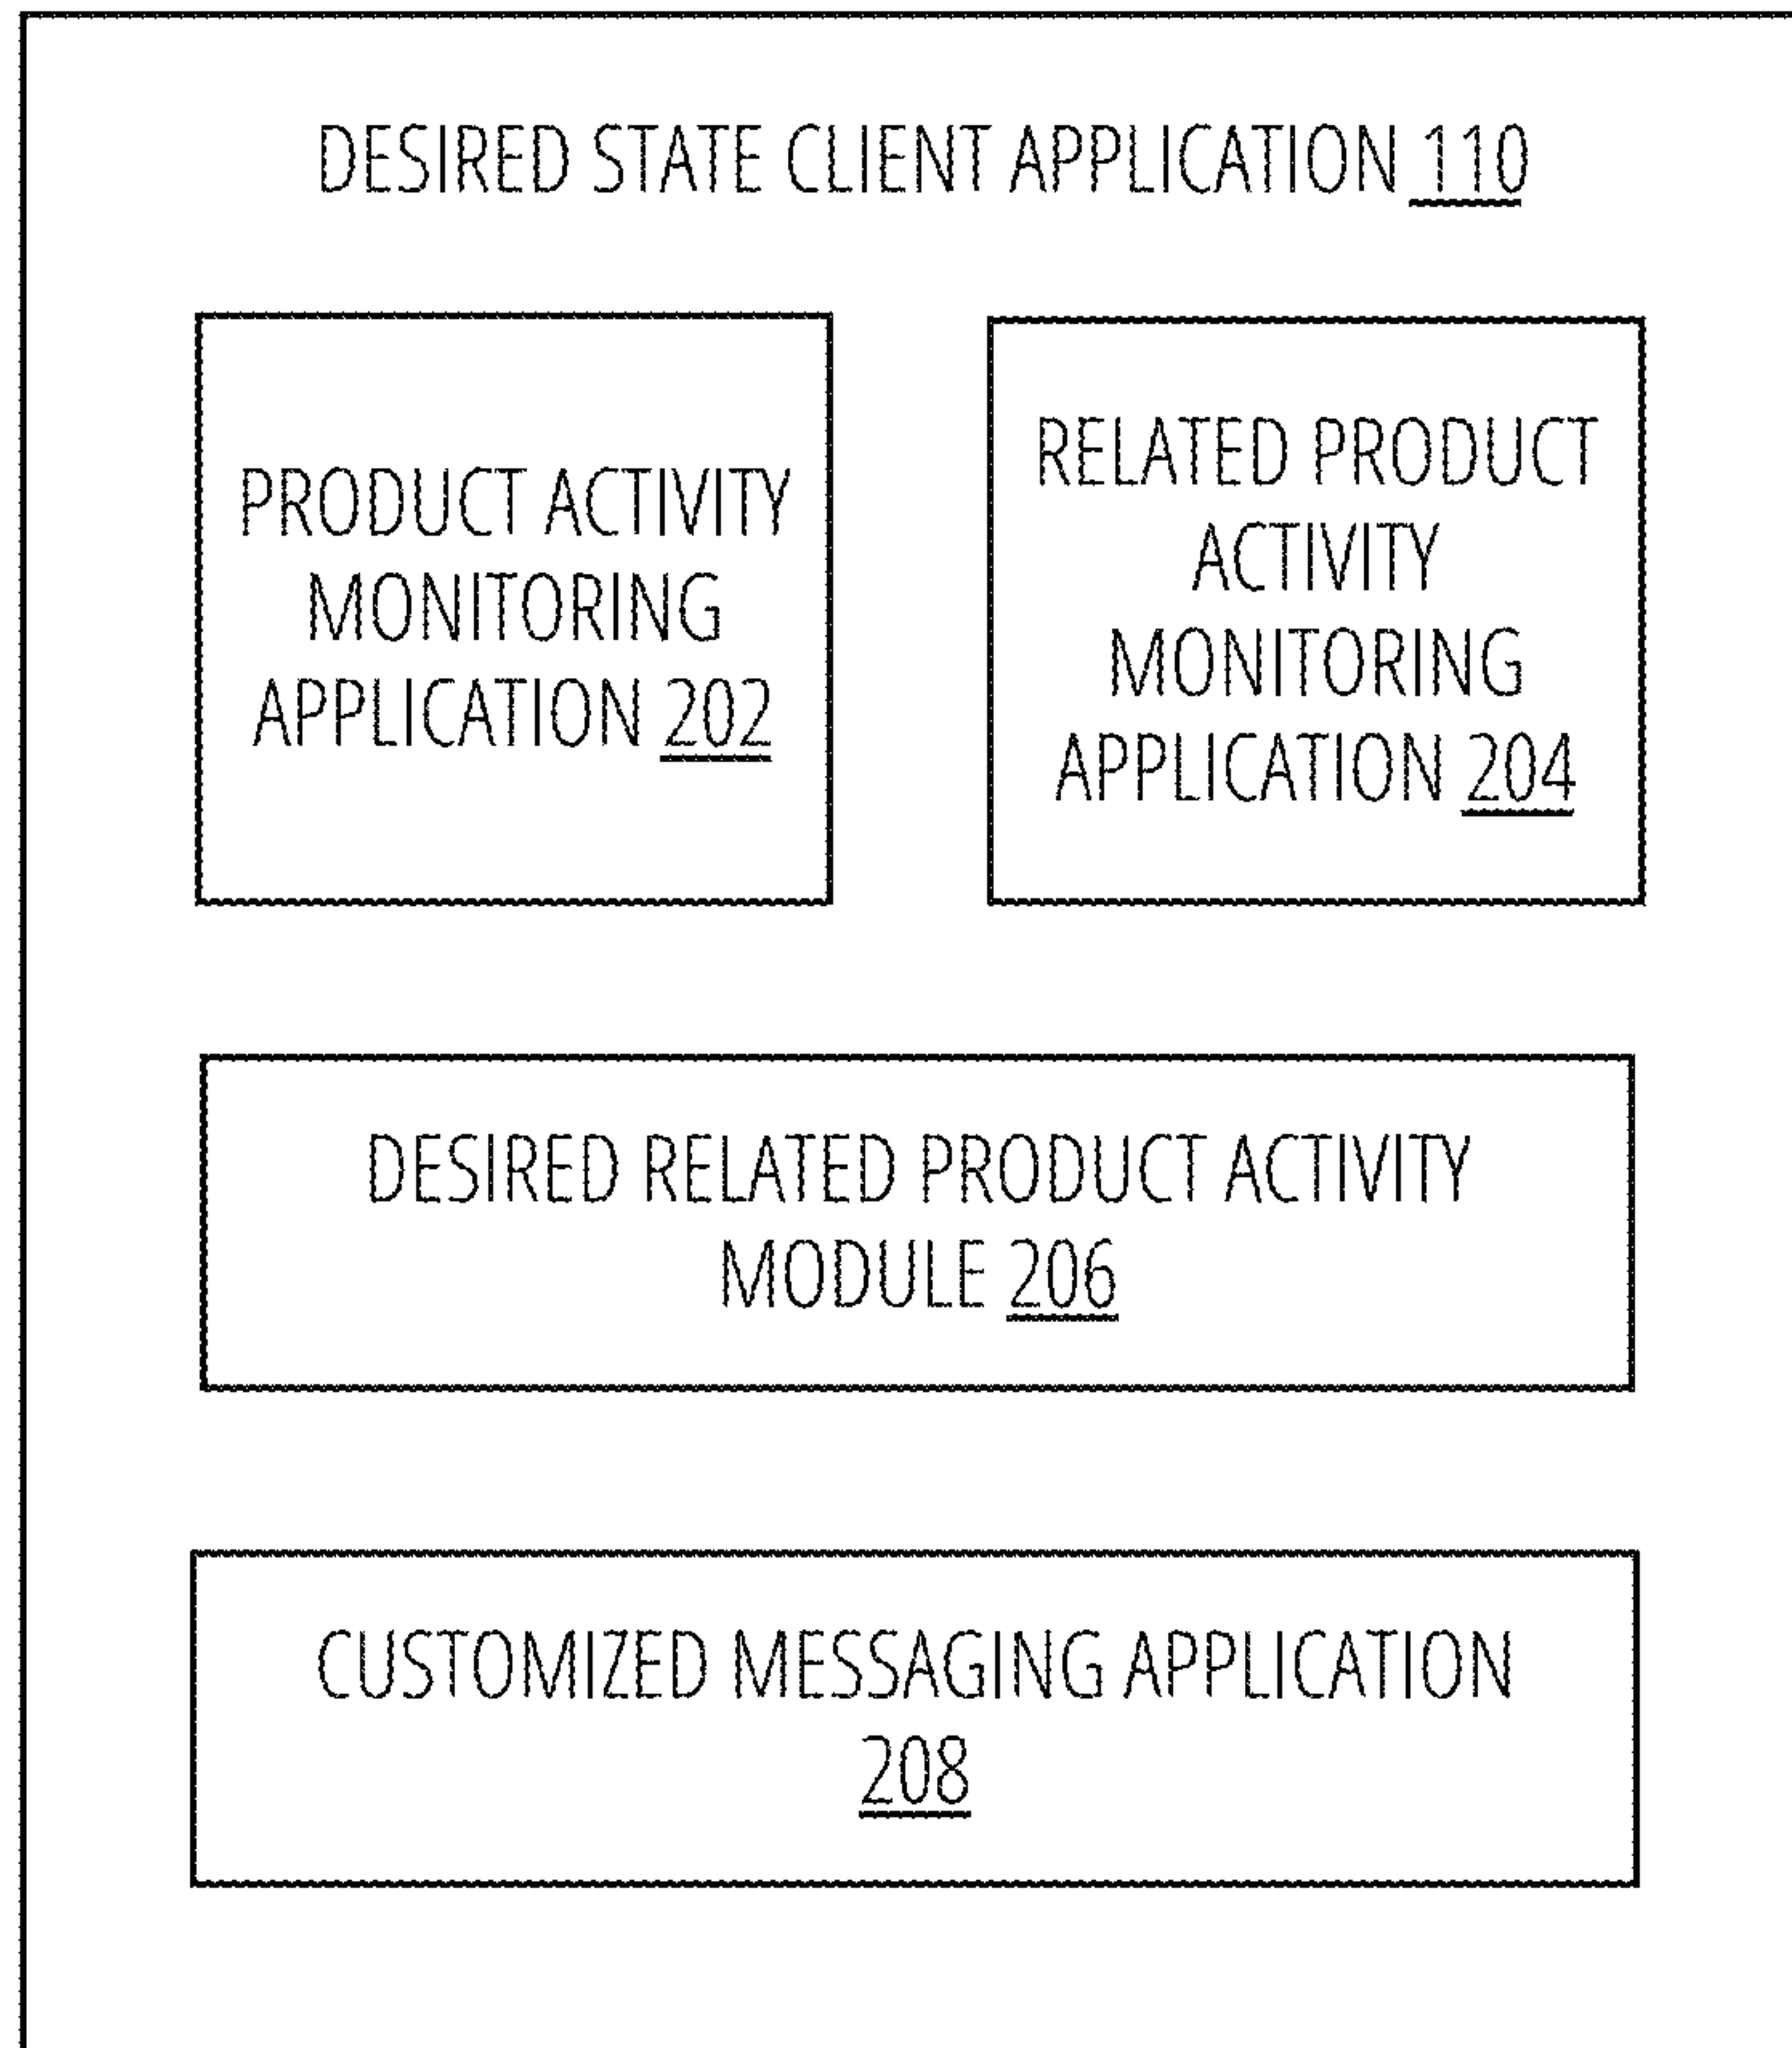 DESIRED STATE CLIENT APPLICATION 110
PRODUCT ACTIVITY
MONITORING
APPLICATION 202
RELATED PRODUCT
ACTIVITY
MONITORING
APPLICATION 204
DESIRED RELATED PRODUCT ACTIVITY
MODULE 206
CUSTOMIZED MESSAGING APPLICATION
208